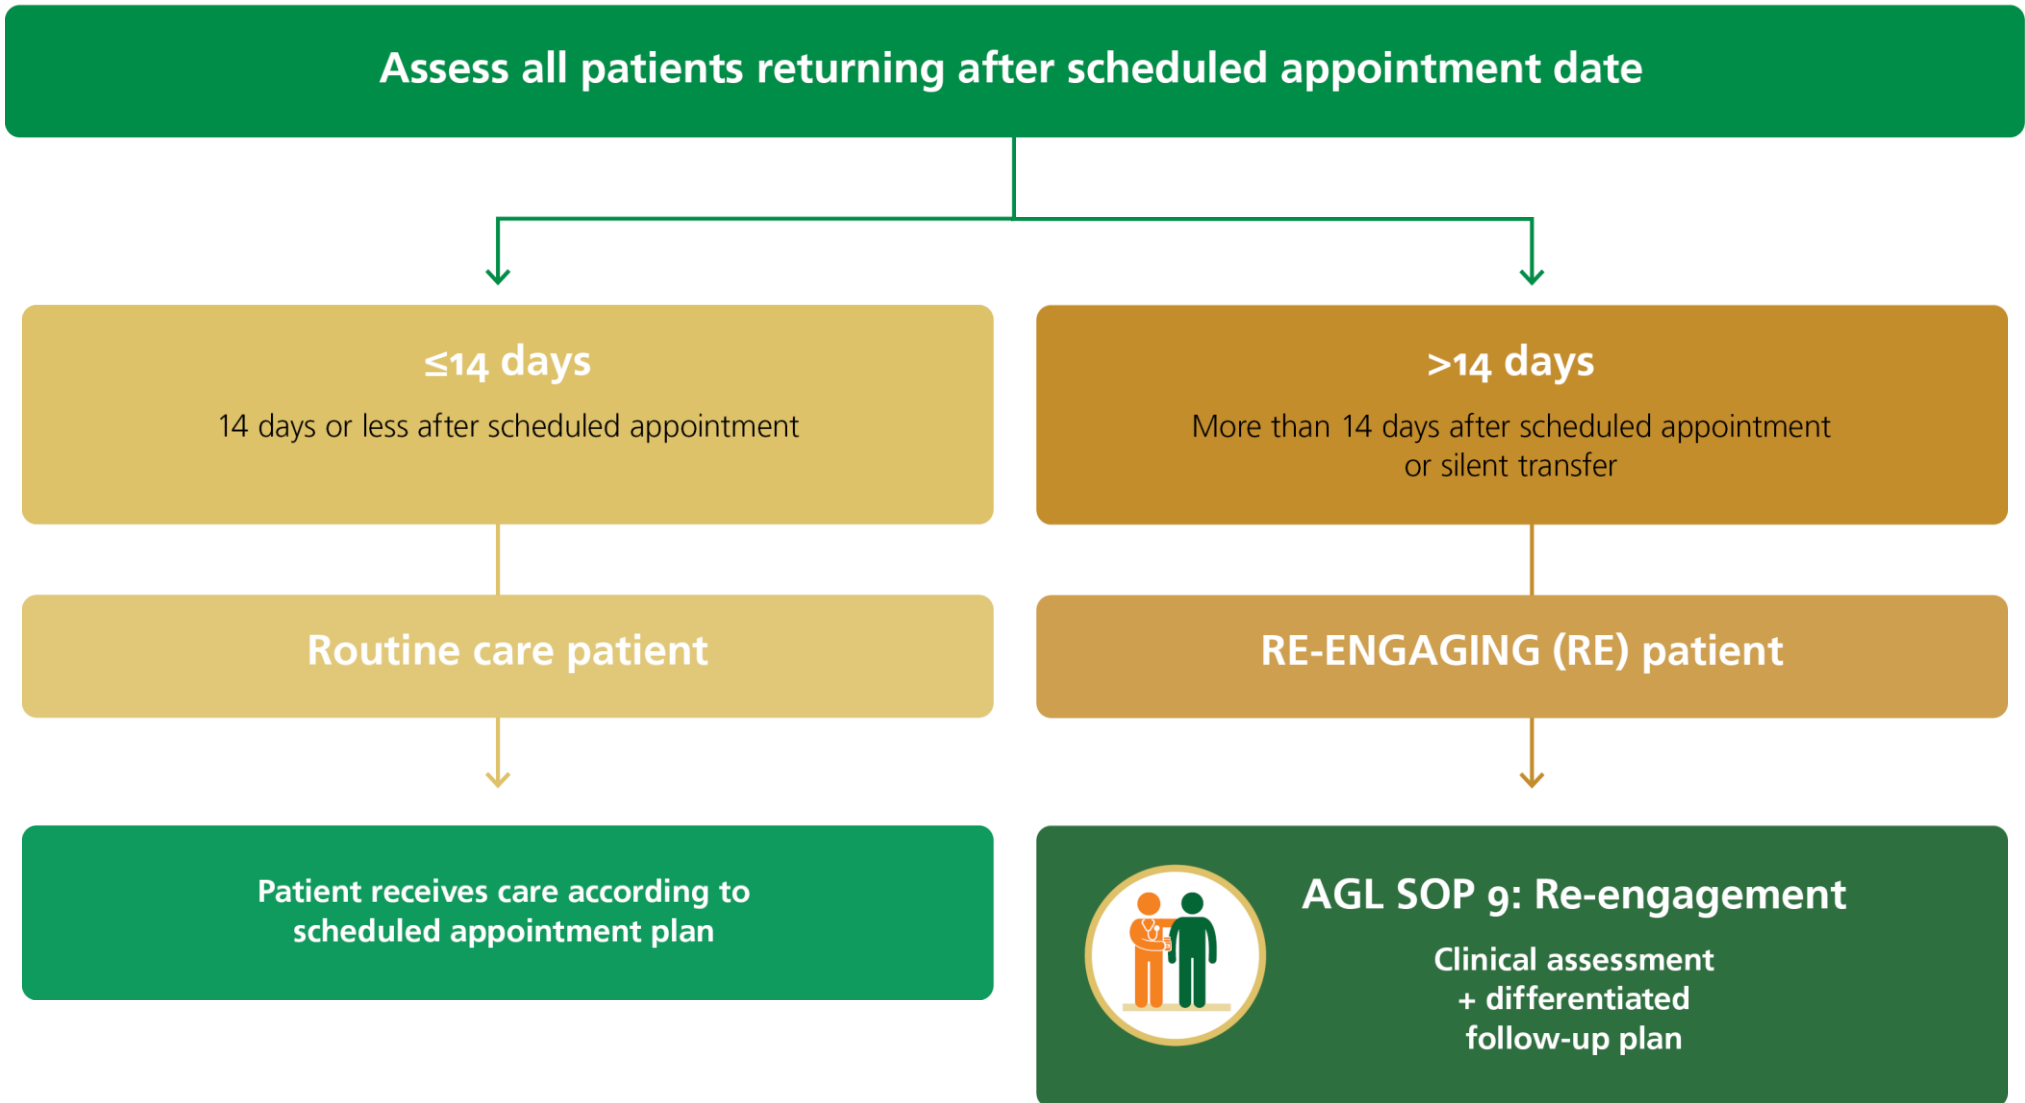 Assess all patients returning after scheduled appointment date
≤14 days
14 days or less after scheduled appointment
>14 days
More than 14 days after scheduled appointment
or silent transfer
Routine care patient
RE-ENGAGING (RE) patient
Patient receives care according to
scheduled appointment plan
AGL SOP 9: Re-engagement
Clinical assessment
+ differentiated
follow-up plan